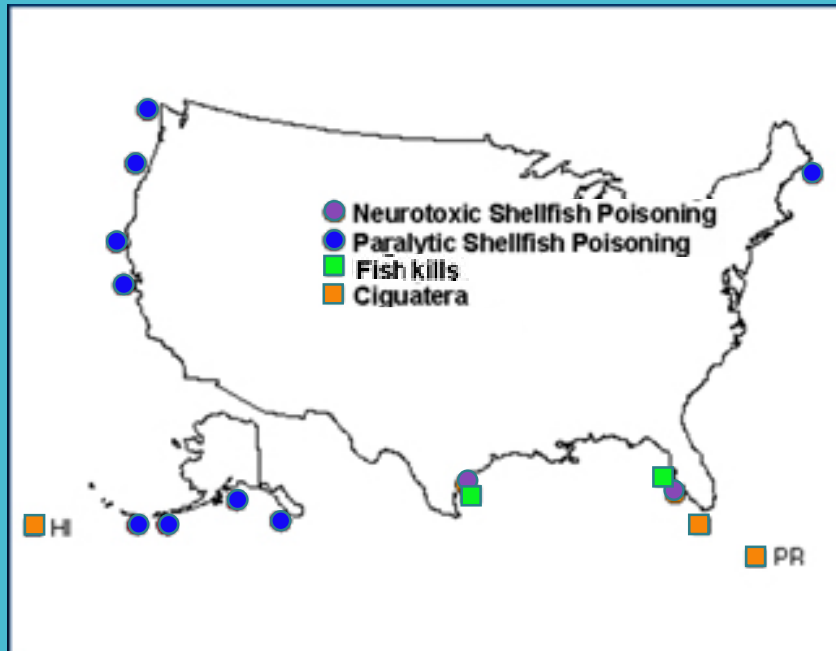 Neurotoxic Shellfish Poisoning
Paralytic Shellfish Poisoning
Fish kills
Ciguatera
HI
PR